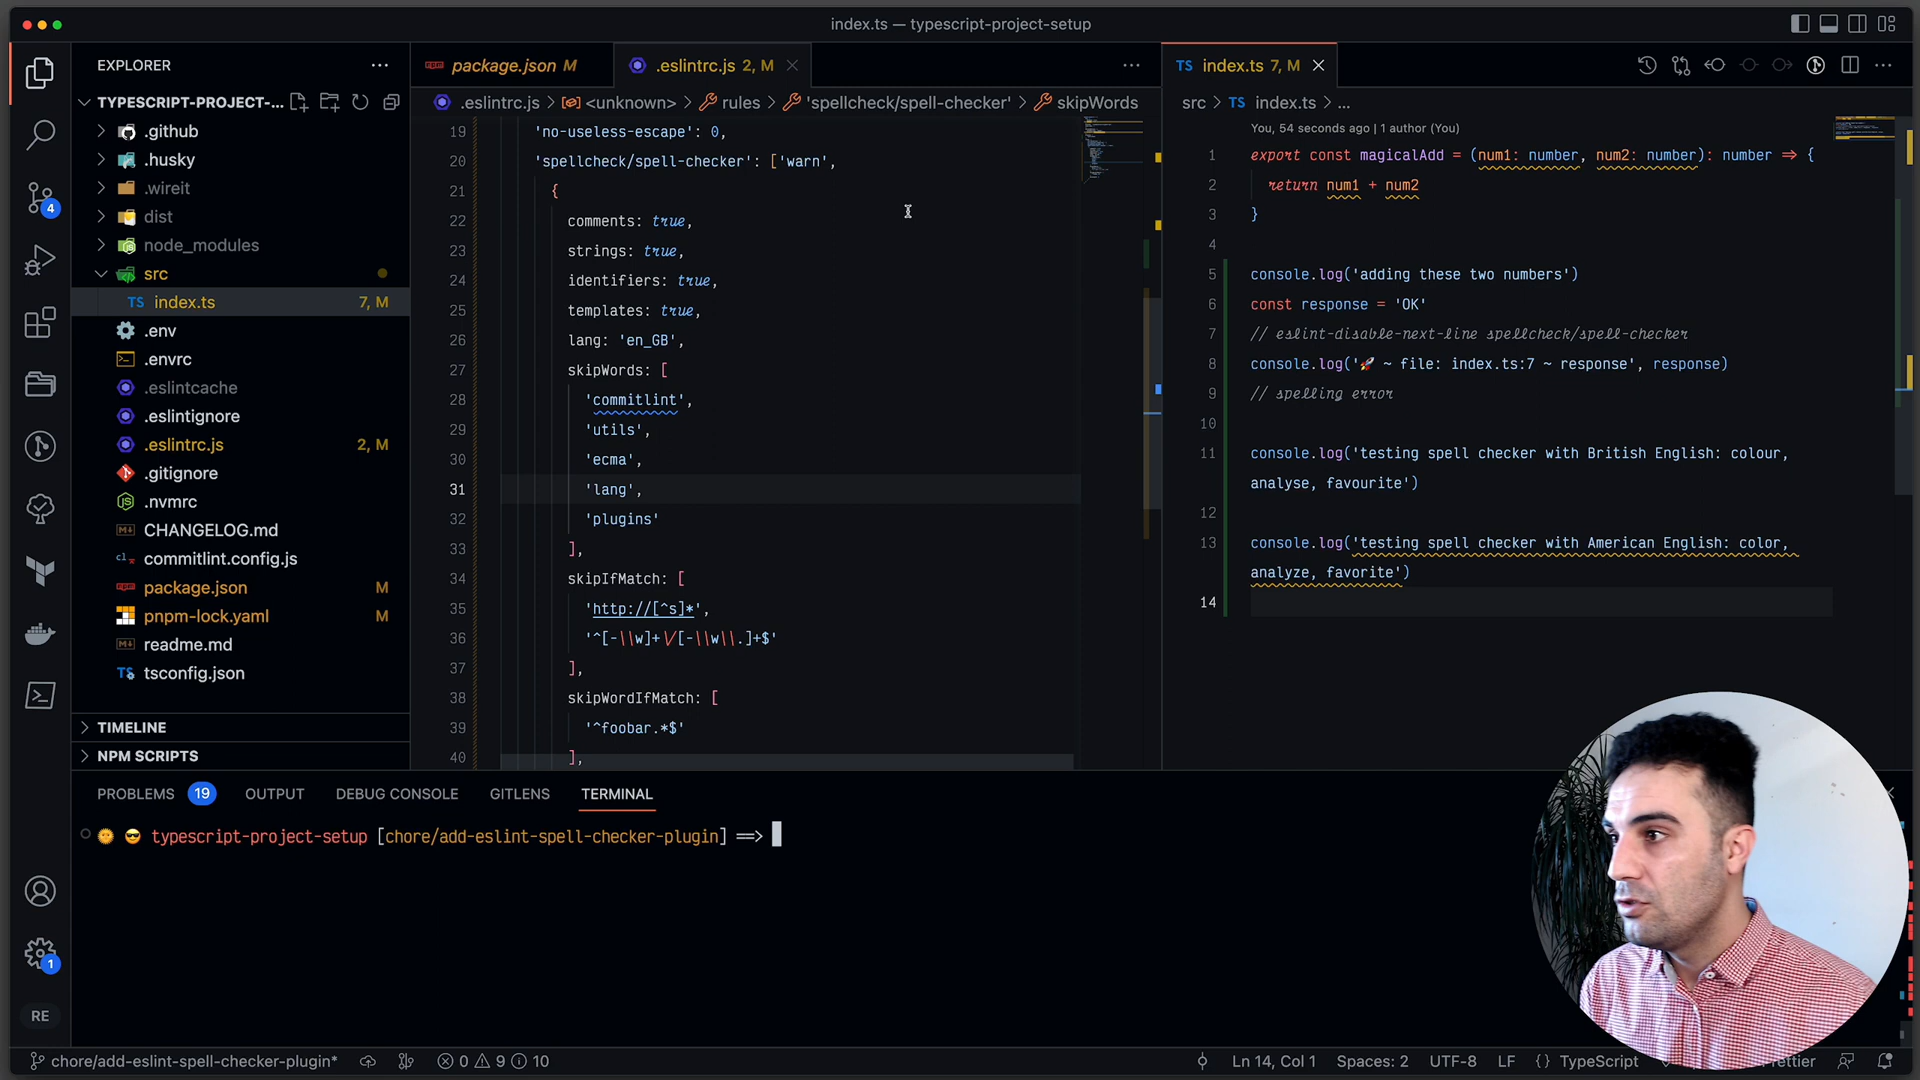 index.ts — typescript-project-setup
EXPLORER
TYPESCRIPT-PROJECT-...
.github
.husky
.wireit
dist
node_modules
src
TS index.ts 7, M
.env
.envrc
.eslintcache
.eslintignore
.eslintrc.js 2, M
.gitignore
.nvmrc
CHANGELOG.md
commitlint.config.js
package.json M
pnpm-lock.yaml M
readme.md
tsconfig.json
TIMELINE
NPM SCRIPTS
4
1
RE
package.json M
.eslintrc.js 2, M
.eslintrc.js > <unknown> > rules > 'spellcheck/spell-checker' > skipWords
19 'no-useless-escape': 0,
20 'spellcheck/spell-checker': ['warn',
21 {
22 comments: true,
23 strings: true,
24 identifiers: true,
25 templates: true,
26 lang: 'en_GB',
27 skipWords: [
28 'commitlint',
29 'utils',
30 'ecma',
31 'lang',
32 'plugins'
33 ],
34 skipIfMatch: [
35 'http://[^s]*',
36 '^[-\\w]+\/[-\\w\\.]+$'
37 ],
38 skipWordIfMatch: [
39 '^foobar.*$'
40 ],
TS index.ts 7, M
src > TS index.ts > ...
You, 54 seconds ago | 1 author (You)
1 export const magicalAdd = (num1: number, num2: number): number => {
2 return num1 + num2
3 }
4
5 console.log('adding these two numbers')
6 const response = 'OK'
7 // eslint-disable-next-line spellcheck/spell-checker
8 console.log('🚀 ~ file: index.ts:7 ~ response', response)
9 // spelling error
10
11 console.log('testing spell checker with British English: colour,
analyse, favourite')
12
13 console.log('testing spell checker with American English: color,
analyze, favorite')
14
PROBLEMS 19 OUTPUT DEBUG CONSOLE GITLENS TERMINAL
🌞 😎 typescript-project-setup [chore/add-eslint-spell-checker-plugin] ==>
chore/add-eslint-spell-checker-plugin* 0 9 10
Ln 14, Col 1 Spaces: 2 UTF-8 LF {} TypeScript